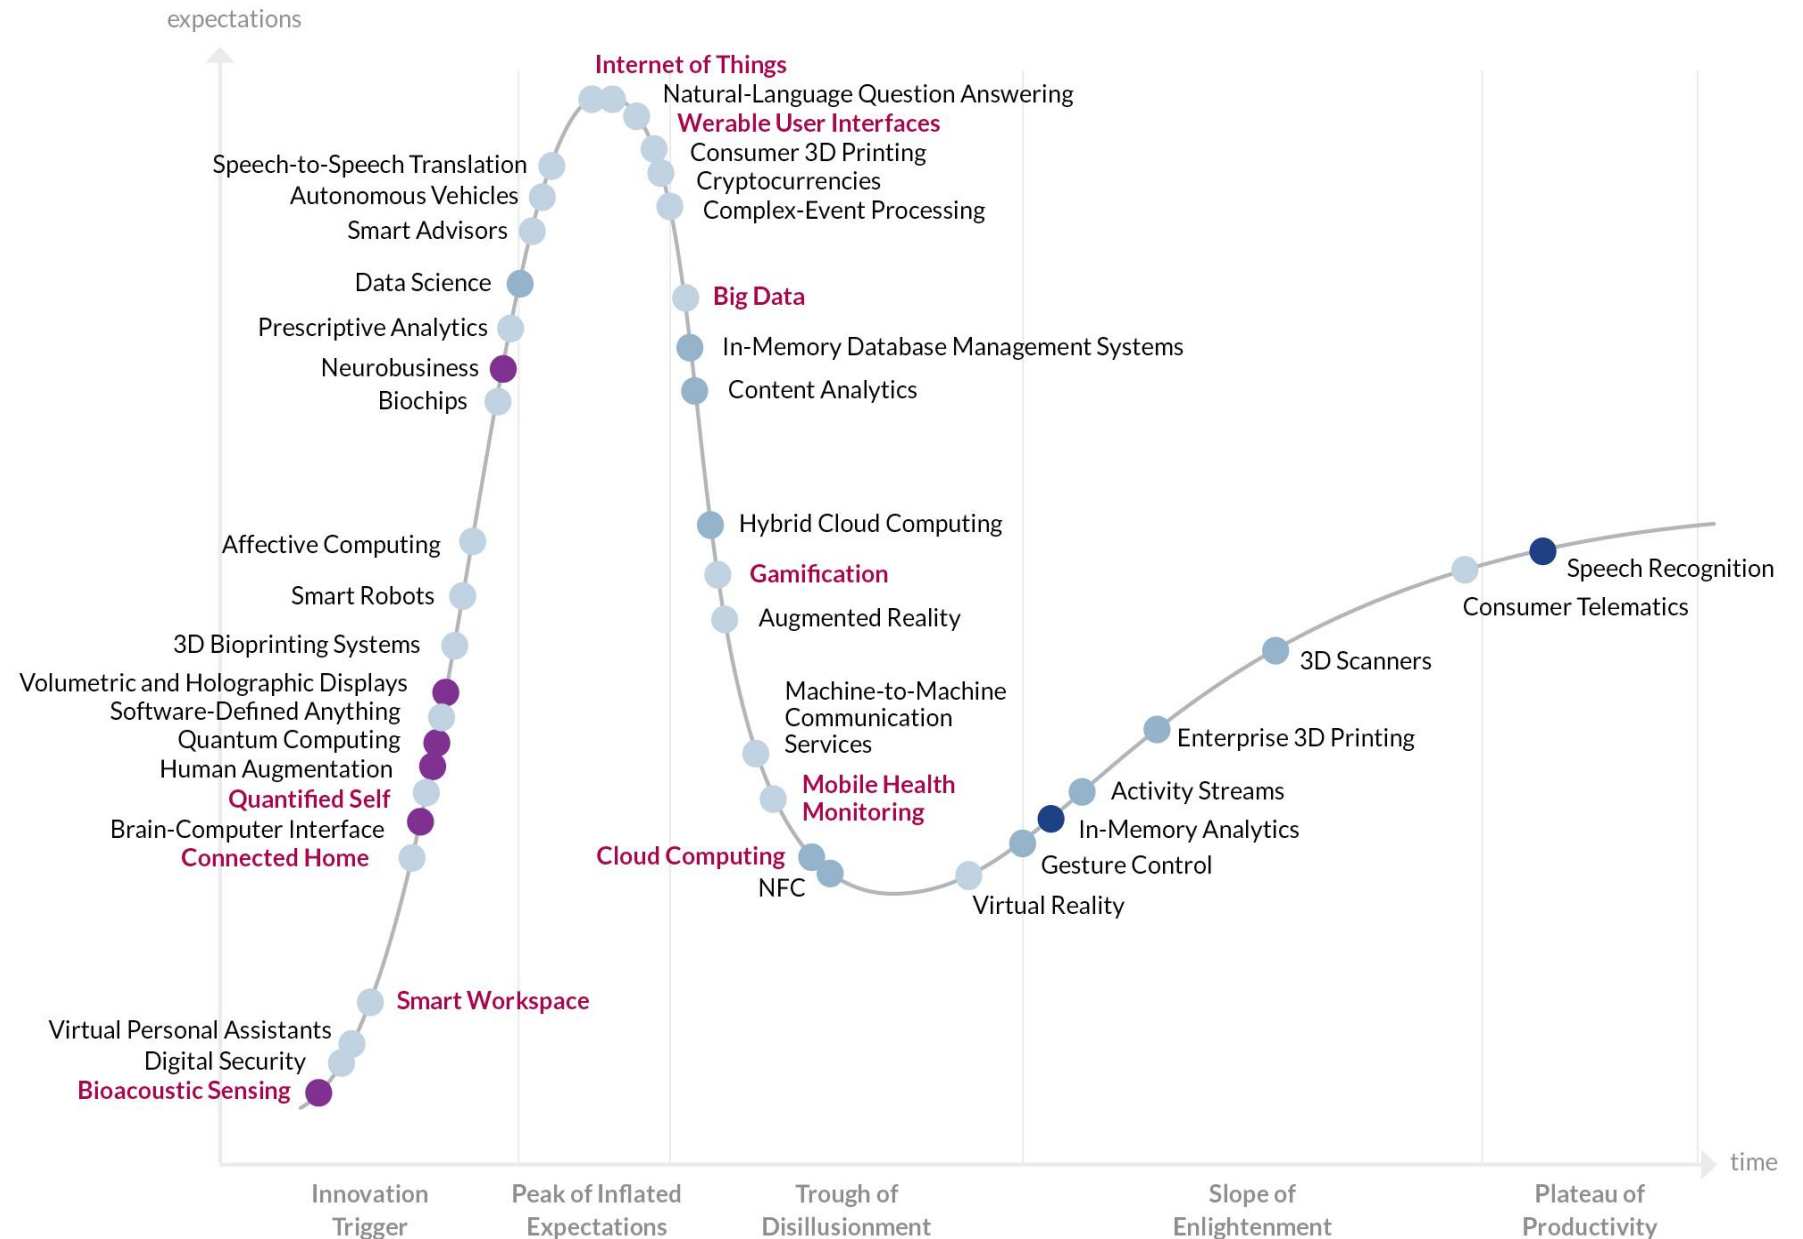 expectations
Internet of Things
Natural-Language Question Answering
Werable User Interfaces
Consumer 3D Printing
Cryptocurrencies
Complex-Event Processing
Speech-to-Speech Translation
Autonomous Vehicles
Smart Advisors
Data Science
Prescriptive Analytics
Neurobusiness
Biochips
Big Data
In-Memory Database Management Systems
Content Analytics
Affective Computing
Smart Robots
3D Bioprinting Systems
Volumetric and Holographic Displays
Software-Defined Anything
Quantum Computing
Human Augmentation
Quantified Self
Brain-Computer Interface
Connected Home
Hybrid Cloud Computing
Gamification
Augmented Reality
Machine-to-Machine
Communication
Services
Mobile Health
Monitoring
Cloud Computing
NFC
Virtual Reality
Gesture Control
In-Memory Analytics
Activity Streams
Enterprise 3D Printing
3D Scanners
Consumer Telematics
Speech Recognition
Smart Workspace
Virtual Personal Assistants
Digital Security
Bioacoustic Sensing
time
Innovation
Trigger
Peak of Inflated
Expectations
Trough of
Disillusionment
Slope of
Enlightenment
Plateau of
Productivity